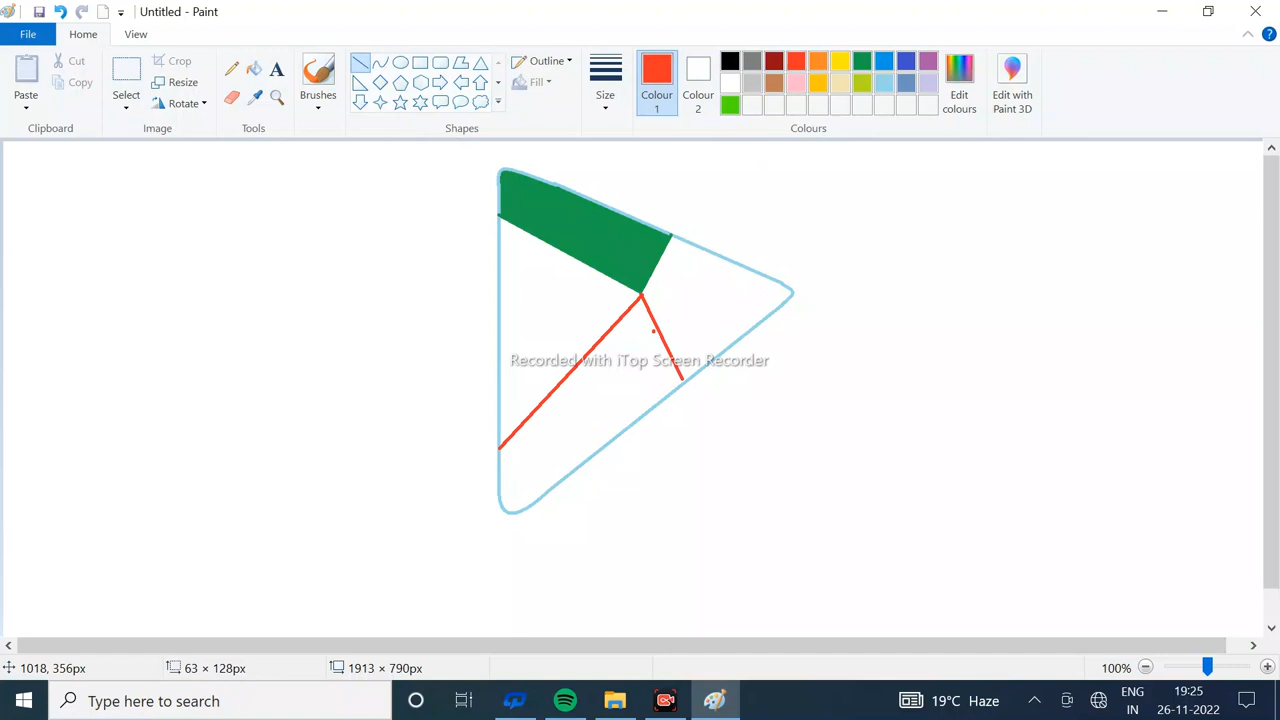 Untitled - Paint
File
Home
View
Paste
Cut
Copy
Clipboard
Select
Crop
Resize
Rotate
Image
A
Tools
Brushes
Shapes
Outline
Fill
Size
Colour
1
Colour
2
Edit
colours
Colours
Edit with
Paint 3D
?
Recorded with iTop Screen Recorder
1018, 356px
63 × 128px
1913 × 790px
100%
Type here to search
19°C Haze
ENG
IN
19:25
26-11-2022